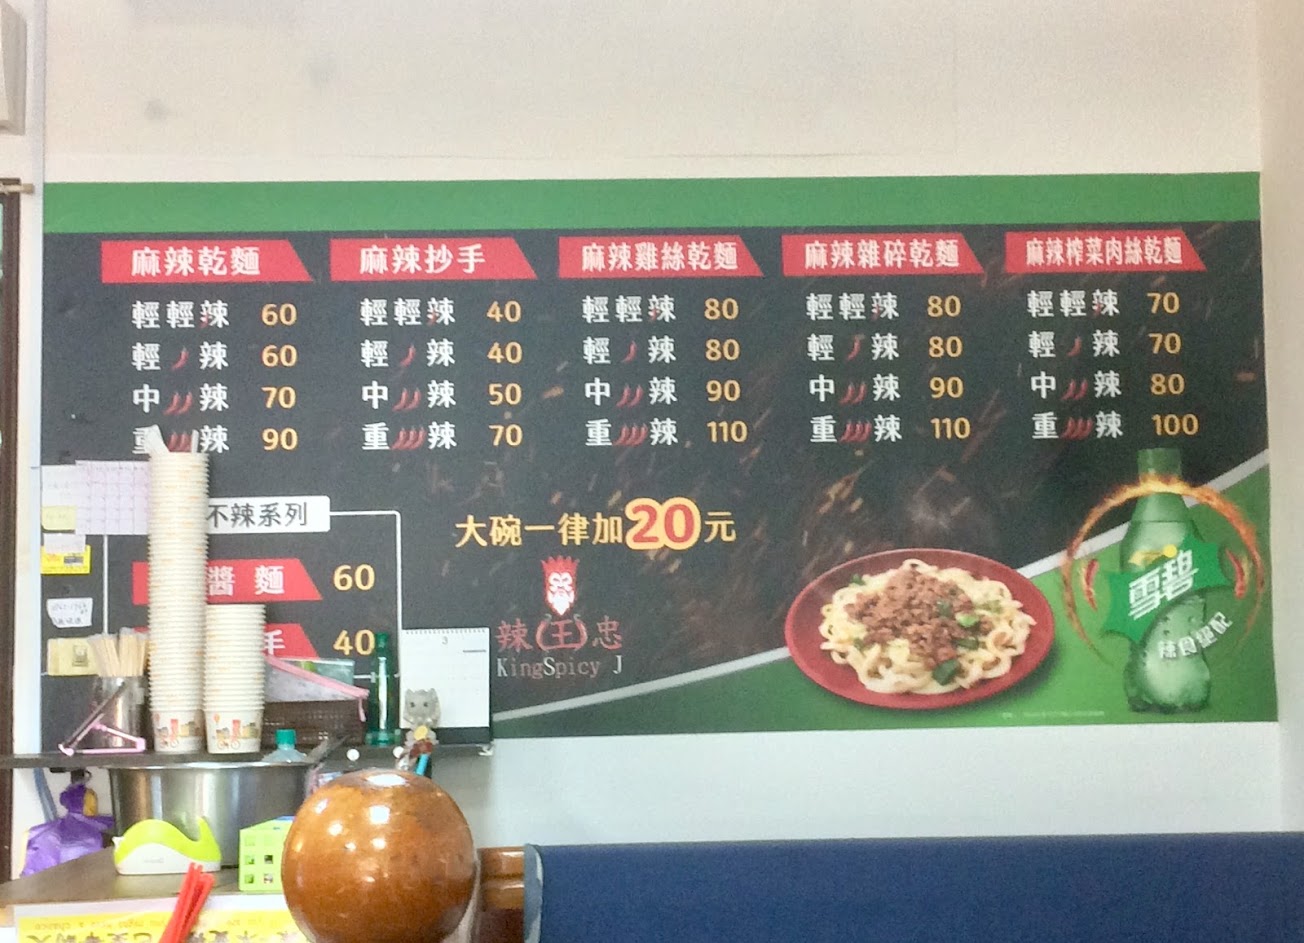 麻辣乾麵
輕輕辣 60
輕辣 60
中辣 70
重辣 90
麻辣抄手
輕輕辣 40
輕辣 40
中辣 50
重辣 70
麻辣雞絲乾麵
輕輕辣 80
輕辣 80
中辣 90
重辣 110
麻辣雜碎乾麵
輕輕辣 80
輕辣 80
中辣 90
重辣 110
麻辣榨菜肉絲乾麵
輕輕辣 70
輕辣 70
中辣 80
重辣 100
不辣系列
醬麵 60
手 40
大碗一律加20元
辣(王)忠
KingSpicy J
雪碧
辣食絕配
3